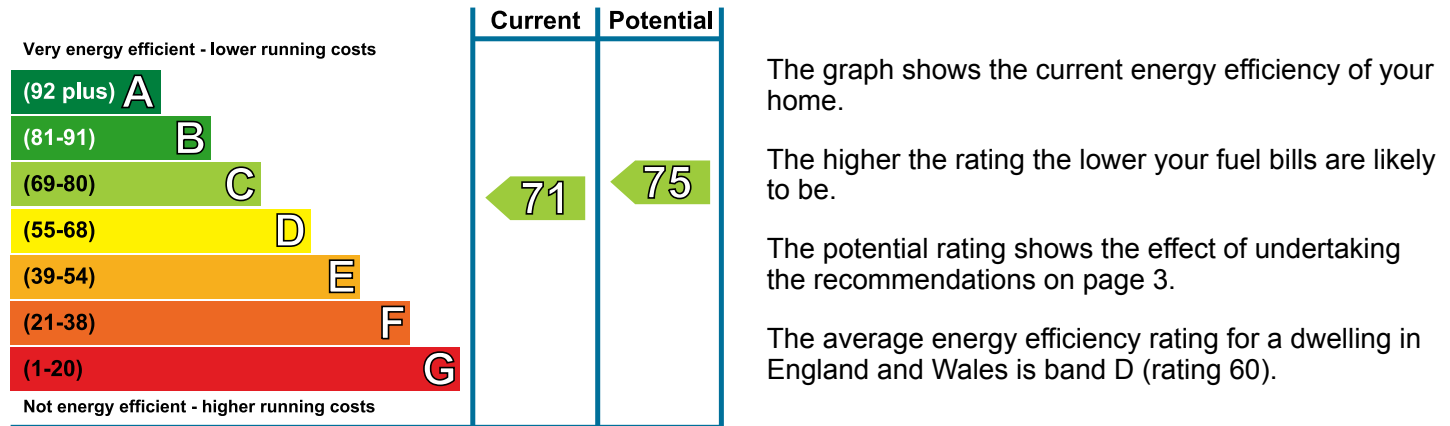 Current Potential
Very energy efficient - lower running costs
(92 plus) A
(81-91) B
(69-80) C
(55-68) D
(39-54) E
(21-38) F
(1-20) G
Not energy efficient - higher running costs
71
75
The graph shows the current energy efficiency of your
home.
The higher the rating the lower your fuel bills are likely
to be.
The potential rating shows the effect of undertaking
the recommendations on page 3.
The average energy efficiency rating for a dwelling in
England and Wales is band D (rating 60).